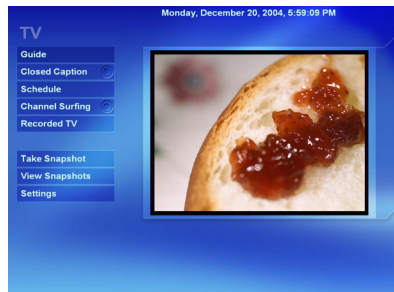 Monday, December 20, 2004, 5:59:09 PM
TV
Guide
Closed Caption
Schedule
Channel Surfing
Recorded TV
Take Snapshot
View Snapshots
Settings